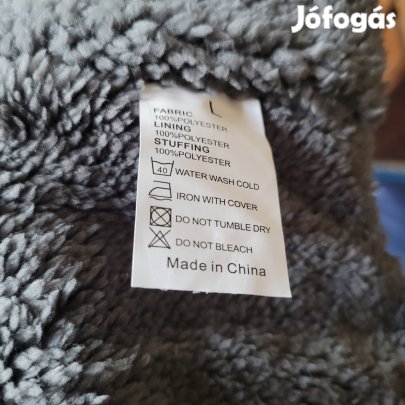 Jófogás
L
FABRIC
100%POLYESTER
LINING
100%POLYESTER
STUFFING
100%POLYESTER
40 WATER WASH COLD
IRON WITH COVER
DO NOT TUMBLE DRY
DO NOT BLEACH
Made in China